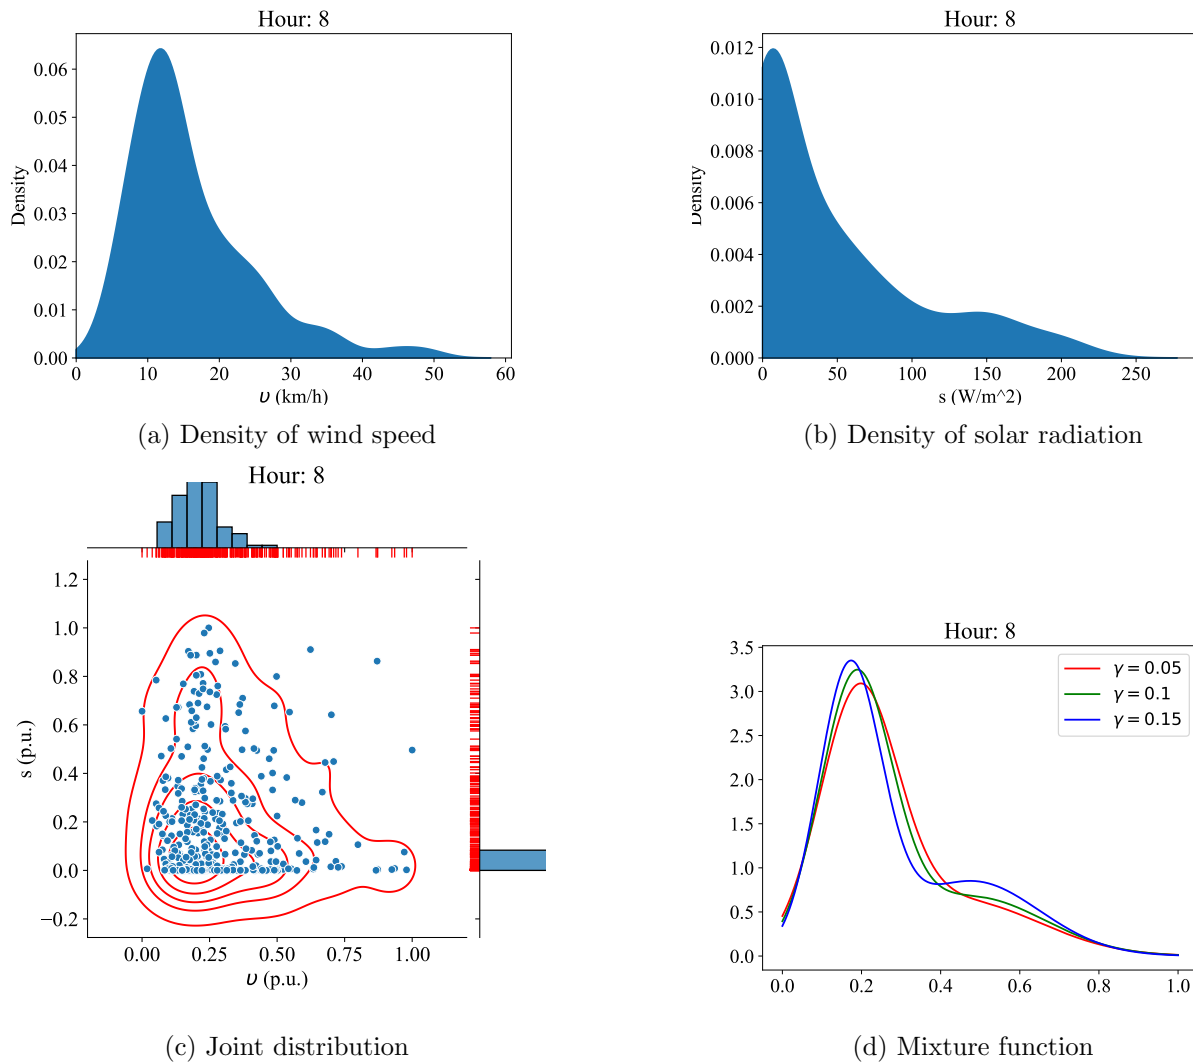 Hour: 8
Density
0.06
0.05
0.04
0.03
0.02
0.01
0.00
0 10 20 30 40 50 60
υ (km/h)
(a) Density of wind speed
Hour: 8
Density
0.012
0.010
0.008
0.006
0.004
0.002
0.000
0 50 100 150 200 250
s (W/m^2)
(b) Density of solar radiation
Hour: 8
s (p.u.)
1.2
1.0
0.8
0.6
0.4
0.2
0.0
−0.2
0.00 0.25 0.50 0.75 1.00
υ (p.u.)
(c) Joint distribution
Hour: 8
3.5
3.0
2.5
2.0
1.5
1.0
0.5
0.0
γ = 0.05
γ = 0.1
γ = 0.15
0.0 0.2 0.4 0.6 0.8 1.0
(d) Mixture function